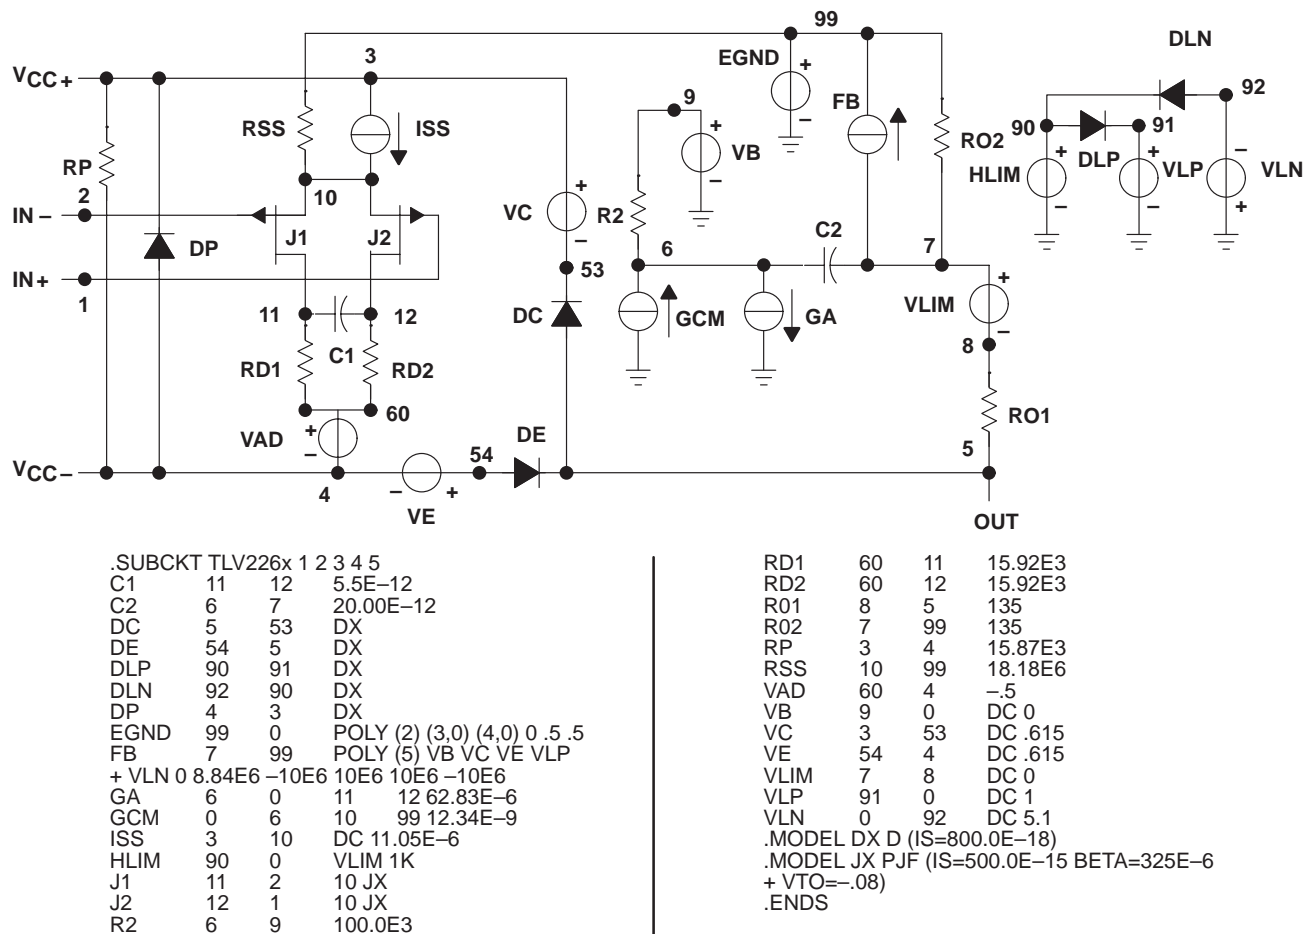 99
DLN
3
VCC+
EGND
+
–
9
FB
92
RSS
ISS
+
VB
–
RO2
90
91
RP
DLP
+
HLIM
–
+
VLP
–
–
VLN
+
2
10
IN –
VC
+
–
R2
C2
J1
J2
DP
6
7
IN+
53
1
+
VLIM
–
11
12
DC
GCM
GA
C1
8
RD1
RD2
60
RO1
VAD
+
–
DE
54
5
VCC–
4
–
+
VE
OUT
.SUBCKT TLV226x 1 2 3 4 5
C1 11 12 5.5E–12
C2 6 7 20.00E–12
DC 5 53 DX
DE 54 5 DX
DLP 90 91 DX
DLN 92 90 DX
DP 4 3 DX
EGND 99 0 POLY (2) (3,0) (4,0) 0 .5 .5
FB 7 99 POLY (5) VB VC VE VLP
+ VLN 0 8.84E6 –10E6 10E6 10E6 –10E6
GA 6 0 11 12 62.83E–6
GCM 0 6 10 99 12.34E–9
ISS 3 10 DC 11.05E–6
HLIM 90 0 VLIM 1K
J1 11 2 10 JX
J2 12 1 10 JX
R2 6 9 100.0E3
RD1 60 11 15.92E3
RD2 60 12 15.92E3
R01 8 5 135
R02 7 99 135
RP 3 4 15.87E3
RSS 10 99 18.18E6
VAD 60 4 –.5
VB 9 0 DC 0
VC 3 53 DC .615
VE 54 4 DC .615
VLIM 7 8 DC 0
VLP 91 0 DC 1
VLN 0 92 DC 5.1
.MODEL DX D (IS=800.0E–18)
.MODEL JX PJF (IS=500.0E–15 BETA=325E–6
+ VTO=–.08)
.ENDS